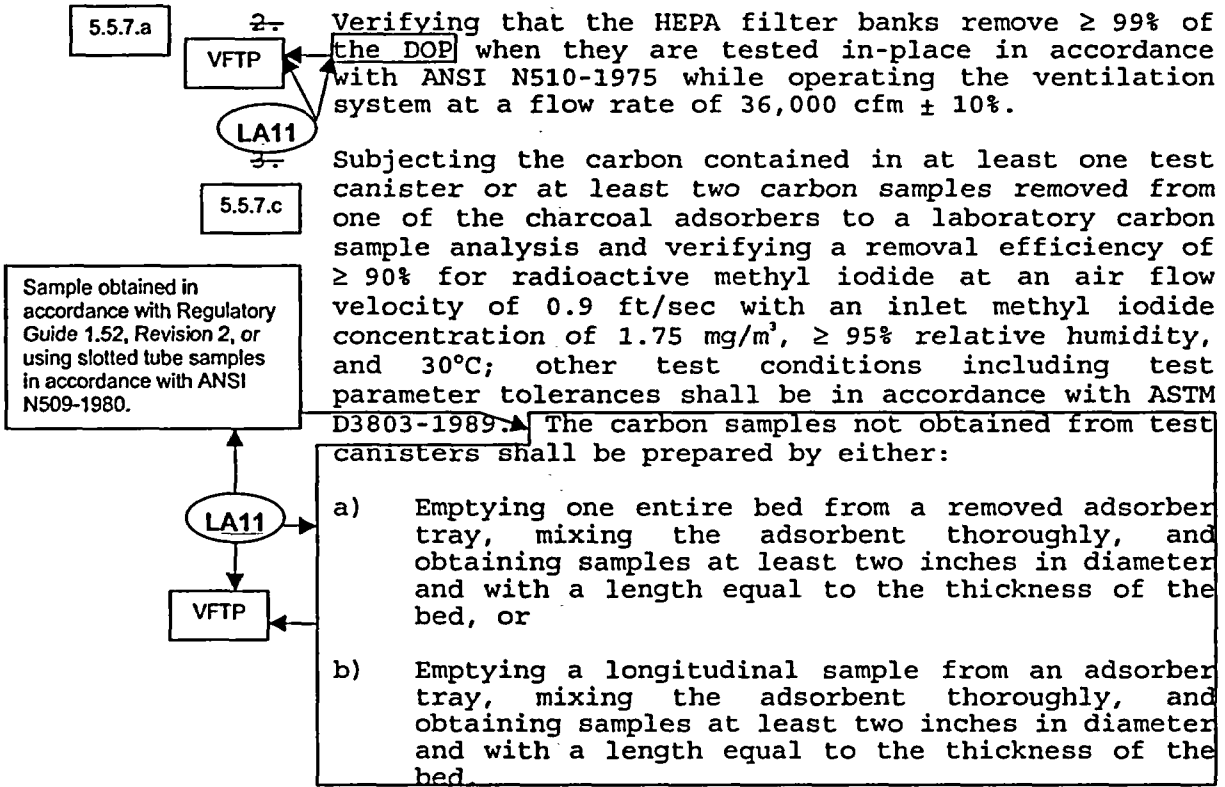 5.5.7.a
2. Verifying that the HEPA filter banks remove ≥ 99% of
VFTP
the DOP when they are tested in-place in accordance
with ANSI N510-1975 while operating the ventilation
system at a flow rate of 36,000 cfm ± 10%.
LA11
3. Subjecting the carbon contained in at least one test
canister or at least two carbon samples removed from
5.5.7.c
one of the charcoal adsorbers to a laboratory carbon
sample analysis and verifying a removal efficiency of
≥ 90% for radioactive methyl iodide at an air flow
velocity of 0.9 ft/sec with an inlet methyl iodide
concentration of 1.75 mg/m³, ≥ 95% relative humidity,
and 30°C; other test conditions including test
parameter tolerances shall be in accordance with ASTM
D3803-1989. The carbon samples not obtained from test
canisters shall be prepared by either:
Sample obtained in
accordance with Regulatory
Guide 1.52, Revision 2, or
using slotted tube samples
in accordance with ANSI
N509-1980.
LA11
VFTP
a) Emptying one entire bed from a removed adsorber
tray, mixing the adsorbent thoroughly, and
obtaining samples at least two inches in diameter
and with a length equal to the thickness of the
bed, or
b) Emptying a longitudinal sample from an adsorber
tray, mixing the adsorbent thoroughly, and
obtaining samples at least two inches in diameter
and with a length equal to the thickness of the
bed.